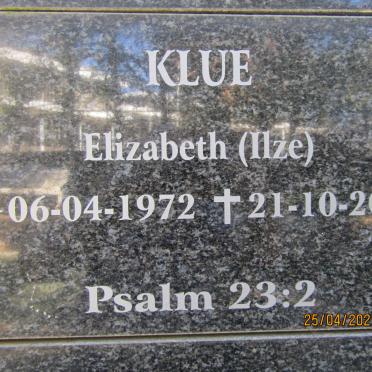 KLUE
Elizabeth (Ilze)
06-04-1972 ✝ 21-10-20
Psalm 23:2
25/04/202